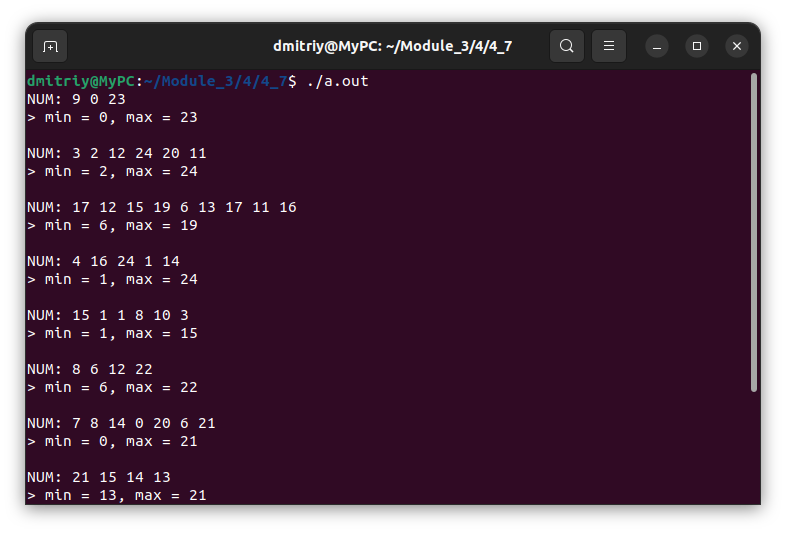 dmitriy@MyPC: ~/Module_3/4/4_7
dmitriy@MyPC:~/Module_3/4/4_7$ ./a.out
NUM: 9 0 23
> min = 0, max = 23
NUM: 3 2 12 24 20 11
> min = 2, max = 24
NUM: 17 12 15 19 6 13 17 11 16
> min = 6, max = 19
NUM: 4 16 24 1 14
> min = 1, max = 24
NUM: 15 1 1 8 10 3
> min = 1, max = 15
NUM: 8 6 12 22
> min = 6, max = 22
NUM: 7 8 14 0 20 6 21
> min = 0, max = 21
NUM: 21 15 14 13
> min = 13, max = 21